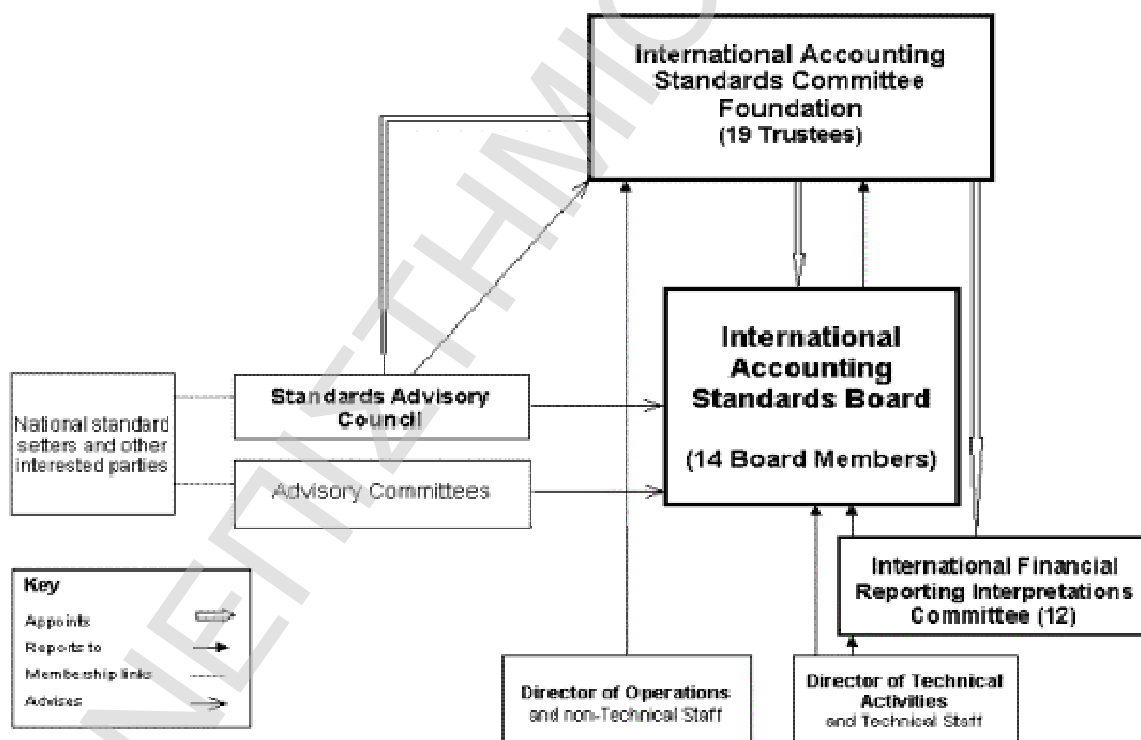 International Accounting
Standards Committee
Foundation
(19 Trustees)
International
Accounting
Standards Board
(14 Board Members)
Standards Advisory
Council
National standard
setters and other
interested parties
Advisory Committees
International Financial
Reporting Interpretations
Committee (12)
Key
Appoints
Reports to
Membership links
Advises
Director of Operations
and non-Technical Staff
Director of Technical
Activities
and Technical Staff
ΝΕΠΙΣΤΗΜΙΟ